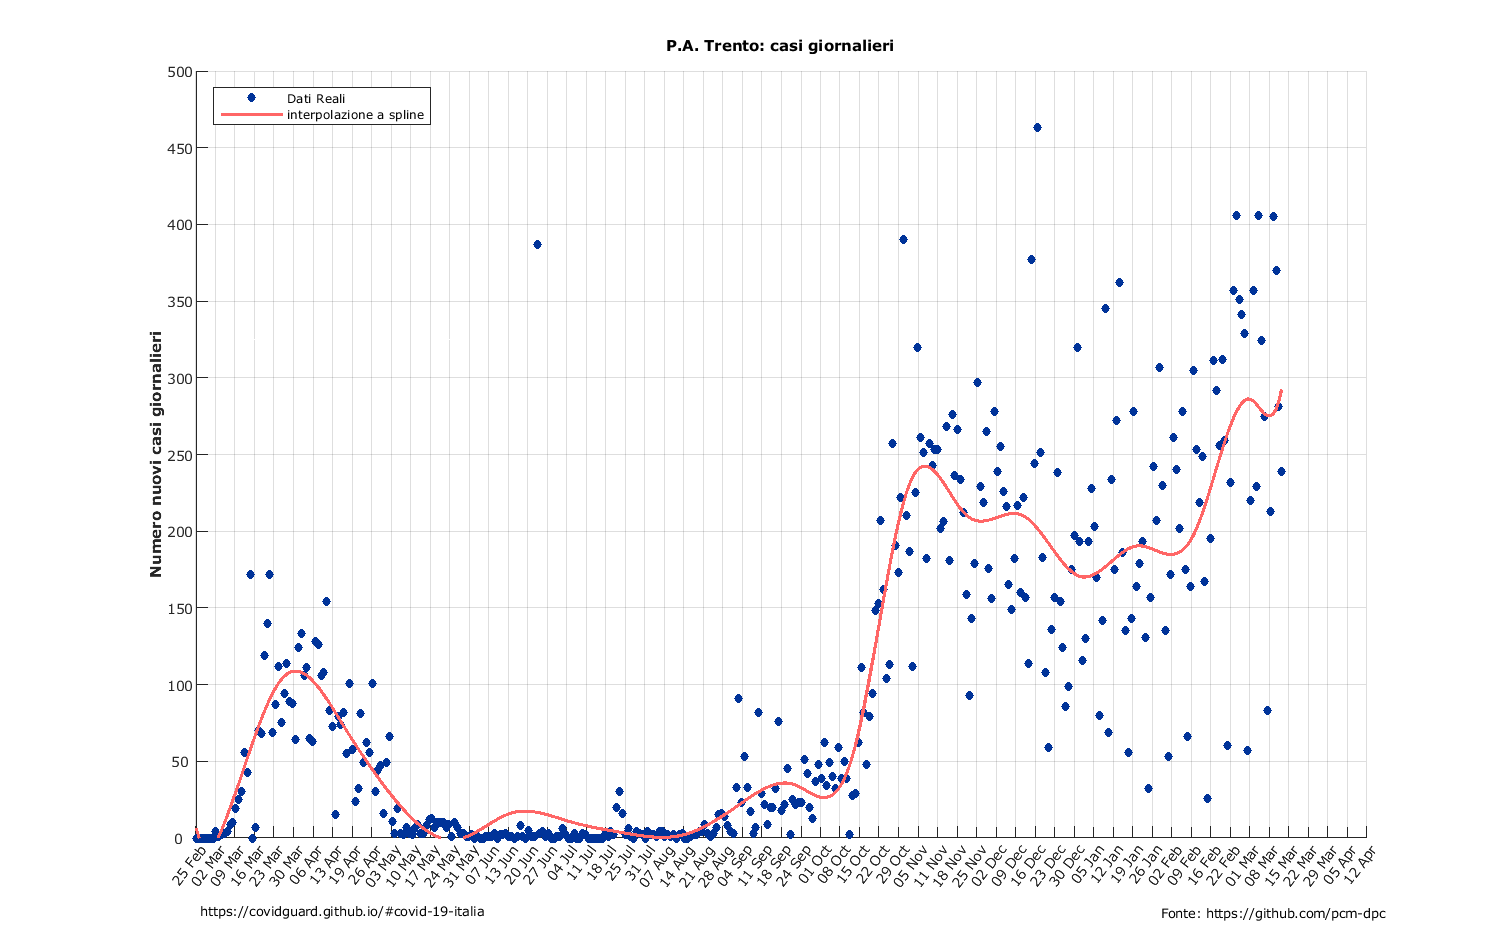 P.A. Trento: casi giornalieri
500
450
400
350
300
250
200
150
100
50
0
Dati Reali
interpolazione a spline
Numero nuovi casi giornalieri
25 Feb
02 Mar
09 Mar
16 Mar
23 Mar
30 Mar
06 Apr
13 Apr
19 Apr
26 Apr
03 May
10 May
17 May
24 May
31 May
07 Jun
13 Jun
20 Jun
27 Jun
04 Jul
11 Jul
18 Jul
25 Jul
31 Jul
07 Aug
14 Aug
21 Aug
28 Aug
04 Sep
11 Sep
18 Sep
24 Sep
01 Oct
08 Oct
15 Oct
22 Oct
29 Oct
05 Nov
11 Nov
18 Nov
25 Nov
02 Dec
09 Dec
16 Dec
23 Dec
30 Dec
05 Jan
12 Jan
19 Jan
26 Jan
02 Feb
09 Feb
16 Feb
22 Feb
01 Mar
08 Mar
15 Mar
22 Mar
29 Mar
05 Apr
12 Apr
https://covidguard.github.io/#covid-19-italia
Fonte: https://github.com/pcm-dpc